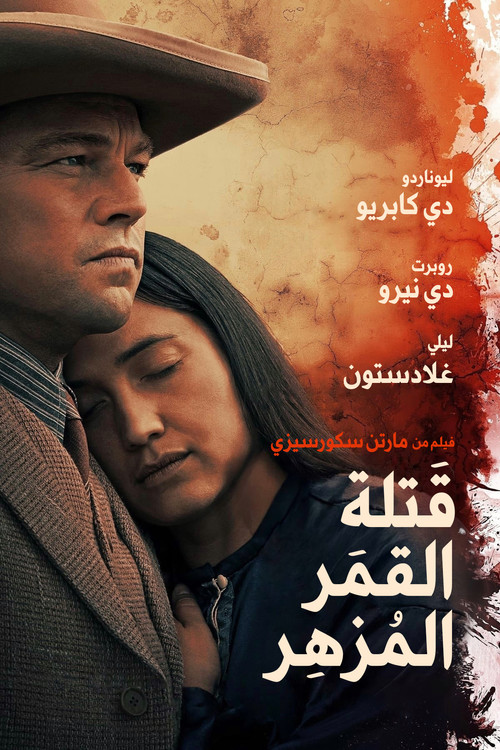 ليوناردو
دي كابريو
روبرت
دي نيرو
ليلي
غلادستون
فيلم من مارتن سكورسيزي
قَتلة
القمَر
المُزهِر